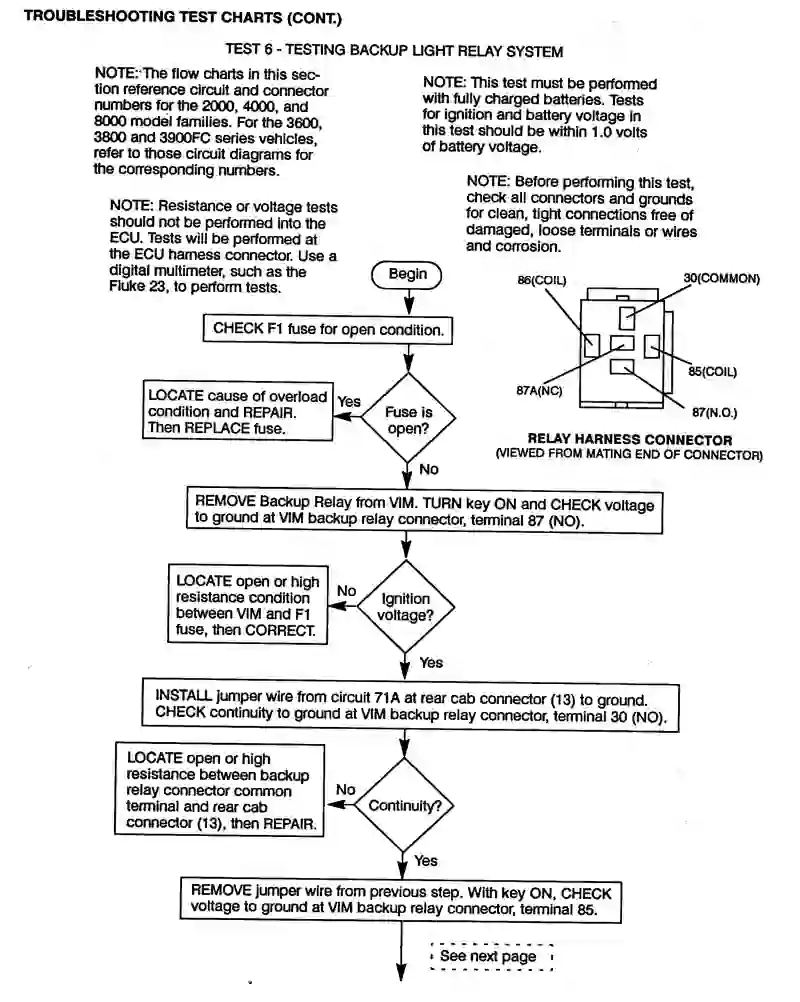 TROUBLESHOOTING TEST CHARTS (CONT.)
TEST 6 - TESTING BACKUP LIGHT RELAY SYSTEM
NOTE: The flow charts in this sec-
tion reference circuit and connector
numbers for the 2000, 4000, and
8000 model families. For the 3600,
3800 and 3900FC series vehicles,
refer to those circuit diagrams for
the corresponding numbers.
NOTE: This test must be performed
with fully charged batteries. Tests
for ignition and battery voltage in
this test should be within 1.0 volts
of battery voltage.
NOTE: Resistance or voltage tests
should not be performed into the
ECU. Tests will be performed at
the ECU harness connector. Use a
digital multimeter, such as the
Fluke 23, to perform tests.
NOTE: Before performing this test,
check all connectors and grounds
for clean, tight connections free of
damaged, loose terminals or wires
and corrosion.
Begin
86(COIL)
30(COMMON)
87A(NC)
85(COIL)
87(N.O.)
RELAY HARNESS CONNECTOR
(VIEWED FROM MATING END OF CONNECTOR)
CHECK F1 fuse for open condition.
LOCATE cause of overload
condition and REPAIR.
Then REPLACE fuse.
Yes
Fuse is
open?
No
REMOVE Backup Relay from VIM. TURN key ON and CHECK voltage
to ground at VIM backup relay connector, terminal 87 (NO).
LOCATE open or high
resistance condition
between VIM and F1
fuse, then CORRECT.
No
Ignition
voltage?
Yes
INSTALL jumper wire from circuit 71A at rear cab connector (13) to ground.
CHECK continuity to ground at VIM backup relay connector, terminal 30 (NO).
LOCATE open or high
resistance between backup
relay connector common
terminal and rear cab
connector (13), then REPAIR.
No
Continuity?
Yes
REMOVE jumper wire from previous step. With key ON, CHECK
voltage to ground at VIM backup relay connector, terminal 85.
See next page